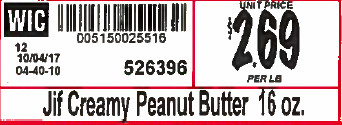 WIC
005150025516
12
10/04/17
04-40-10
526396
UNIT PRICE
2.69
PER LB
Jif Creamy Peanut Butter 16 oz.